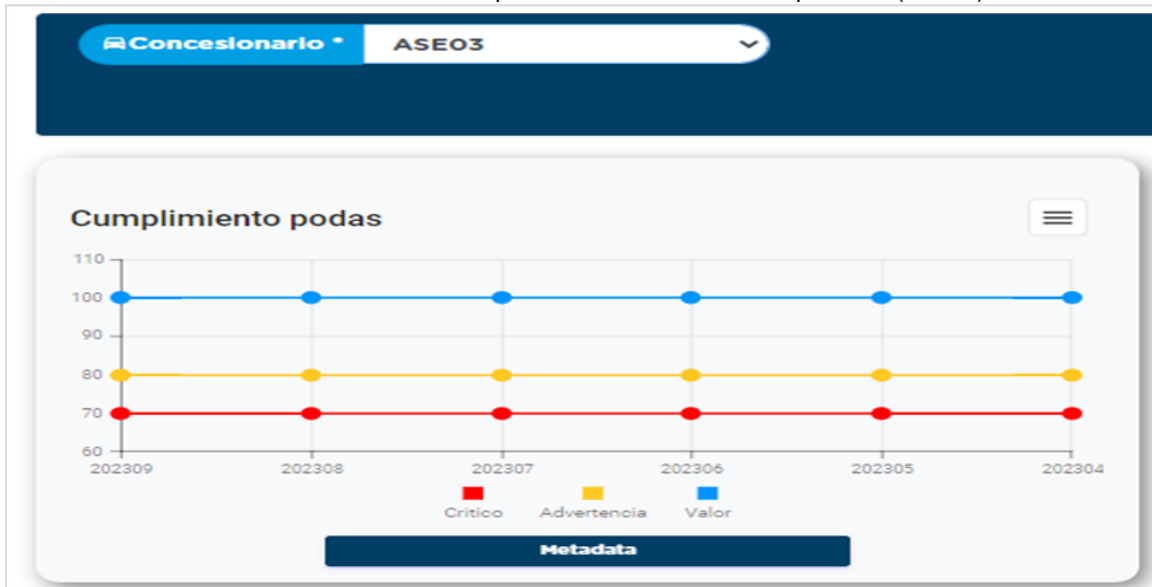 Concesionario * ASE03
Cumplimiento podas
110
100
90
80
70
60
202309 202308 202307 202306 202305 202304
Critico Advertencia Valor
Metadata